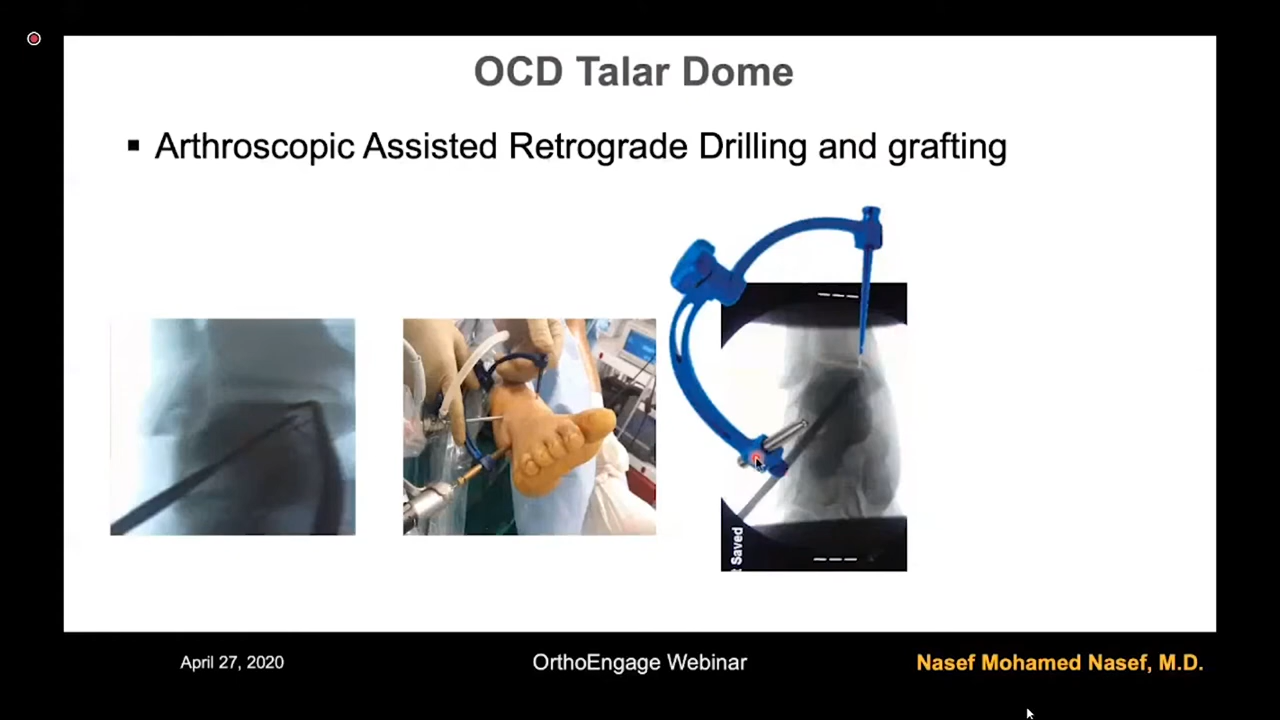 OCD Talar Dome
▪ Arthroscopic Assisted Retrograde Drilling and grafting
Saved
April 27, 2020
OrthoEngage Webinar
Nasef Mohamed Nasef, M.D.